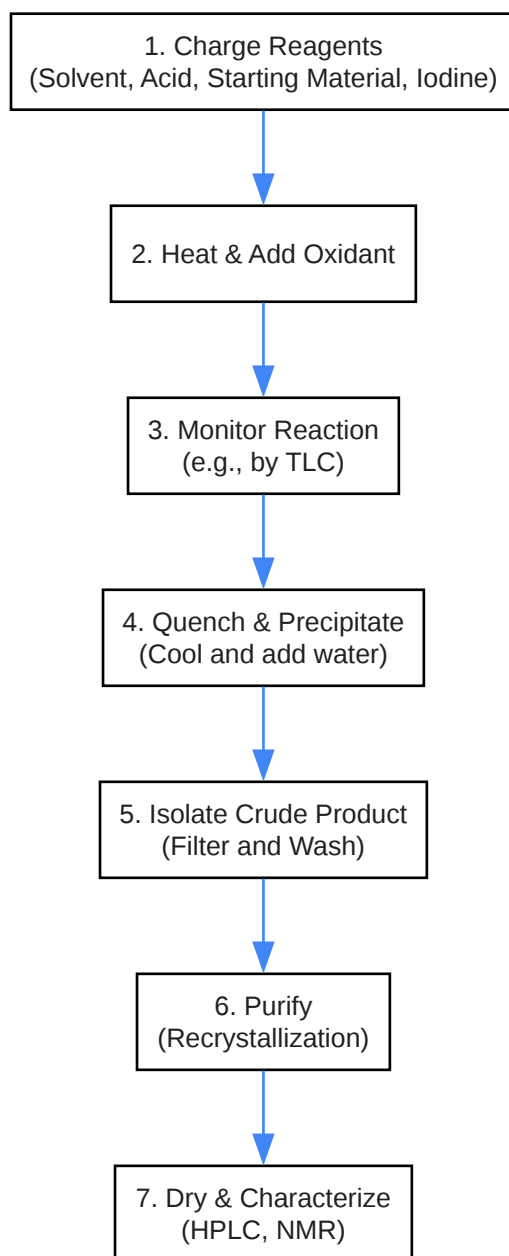 1. Charge Reagents
(Solvent, Acid, Starting Material, Iodine)
2. Heat & Add Oxidant
3. Monitor Reaction
(e.g., by TLC)
4. Quench & Precipitate
(Cool and add water)
5. Isolate Crude Product
(Filter and Wash)
6. Purify
(Recrystallization)
7. Dry & Characterize
(HPLC, NMR)